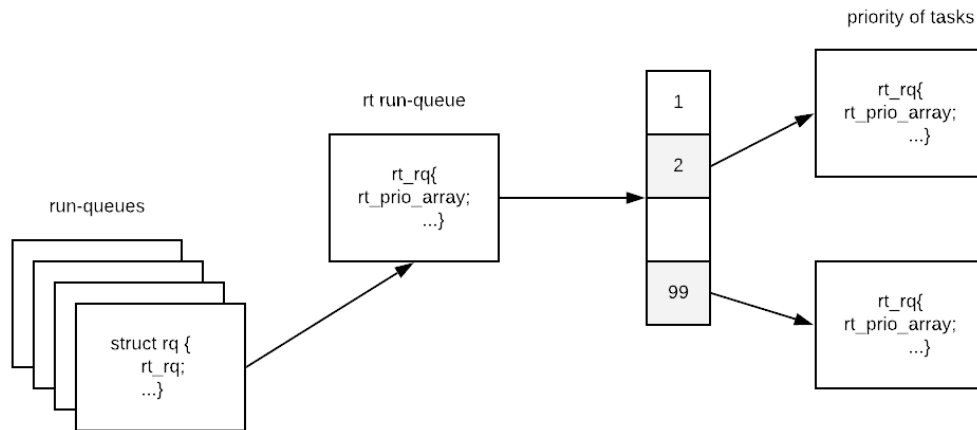 priority of tasks
rt_rq{
rt_prio_array;
...}
rt run-queue
rt_rq{
rt_prio_array;
...}
1
2
99
run-queues
struct rq {
rt_rq;
...}
rt_rq{
rt_prio_array;
...}